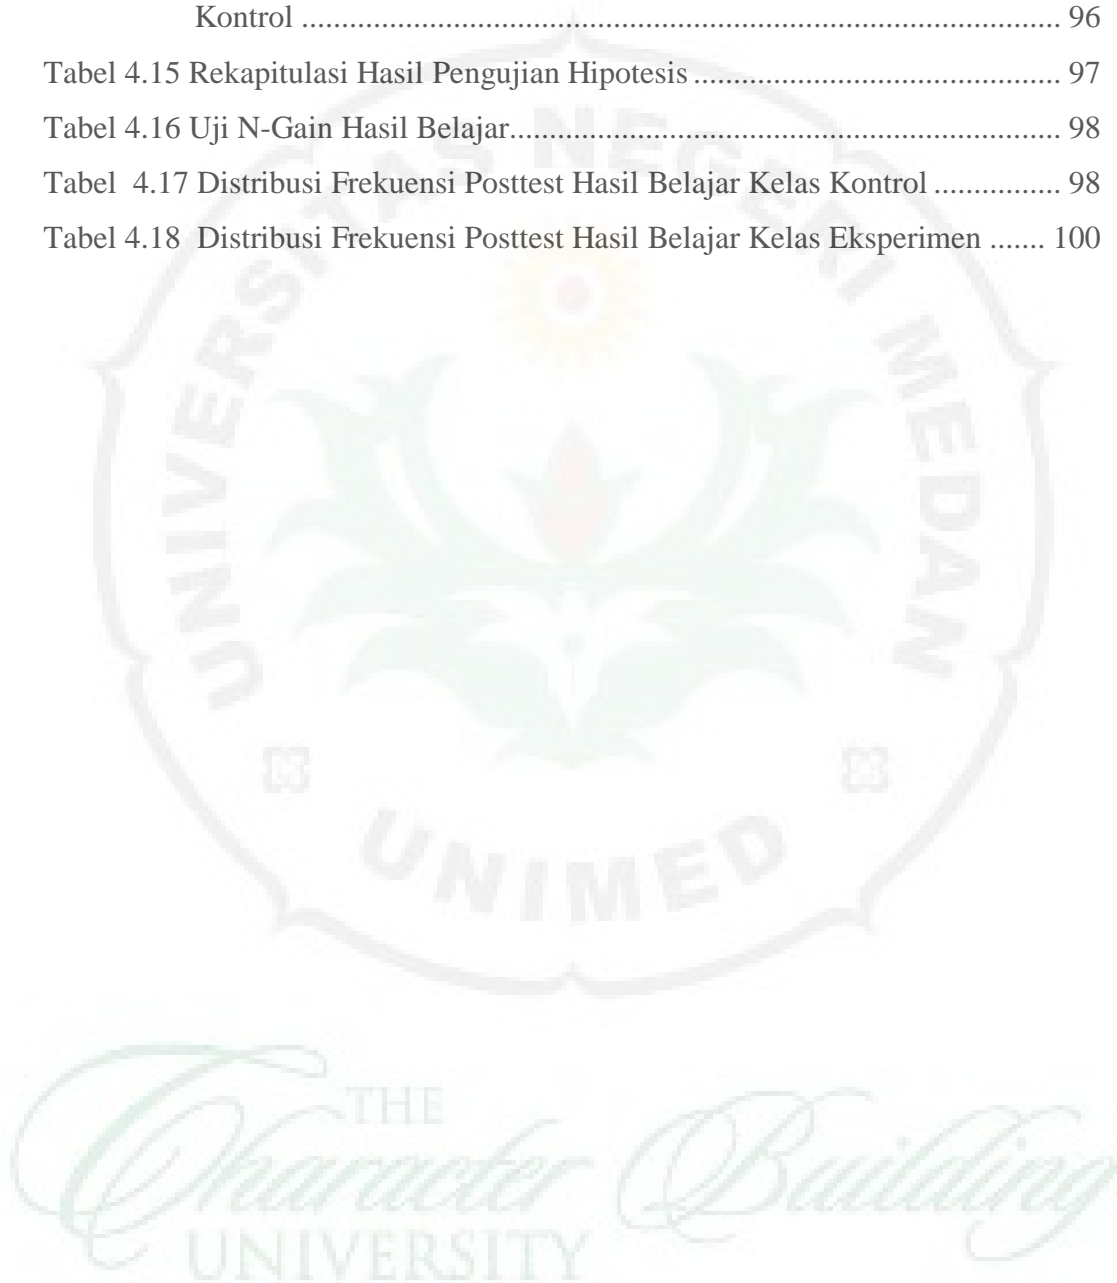 Kontrol ............................................................................................. 96
Tabel 4.15 Rekapitulasi Hasil Pengujian Hipotesis ............................................. 97
Tabel 4.16 Uji N-Gain Hasil Belajar.................................................................... 98
Tabel  4.17 Distribusi Frekuensi Posttest Hasil Belajar Kelas Kontrol ................ 98
Tabel 4.18  Distribusi Frekuensi Posttest Hasil Belajar Kelas Eksperimen ....... 100
UNIVERSITAS NEGERI MEDAN
UNIMED
THE
Character Building
UNIVERSITY